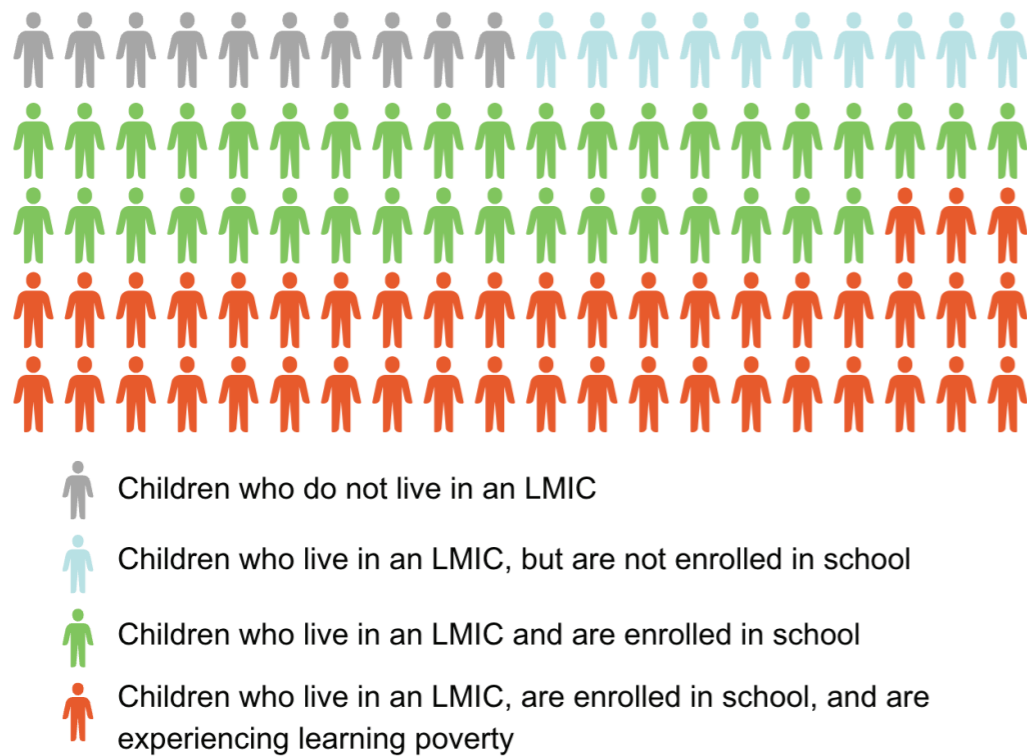 Children who do not live in an LMIC
Children who live in an LMIC, but are not enrolled in school
Children who live in an LMIC and are enrolled in school
Children who live in an LMIC, are enrolled in school, and are
experiencing learning poverty